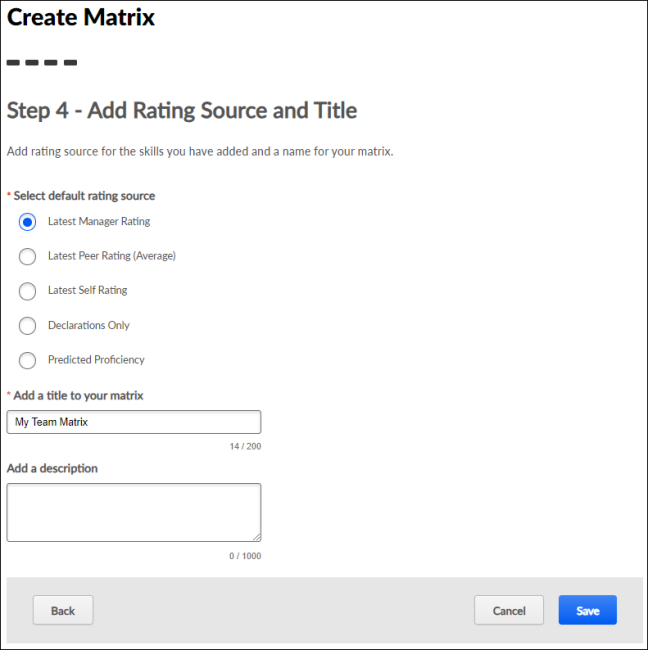 Create Matrix
Step 4 - Add Rating Source and Title
Add rating source for the skills you have added and a name for your matrix.
* Select default rating source
Latest Manager Rating
Latest Peer Rating (Average)
Latest Self Rating
Declarations Only
Predicted Proficiency
* Add a title to your matrix
My Team Matrix
14 / 200
Add a description
0 / 1000
Back Cancel Save